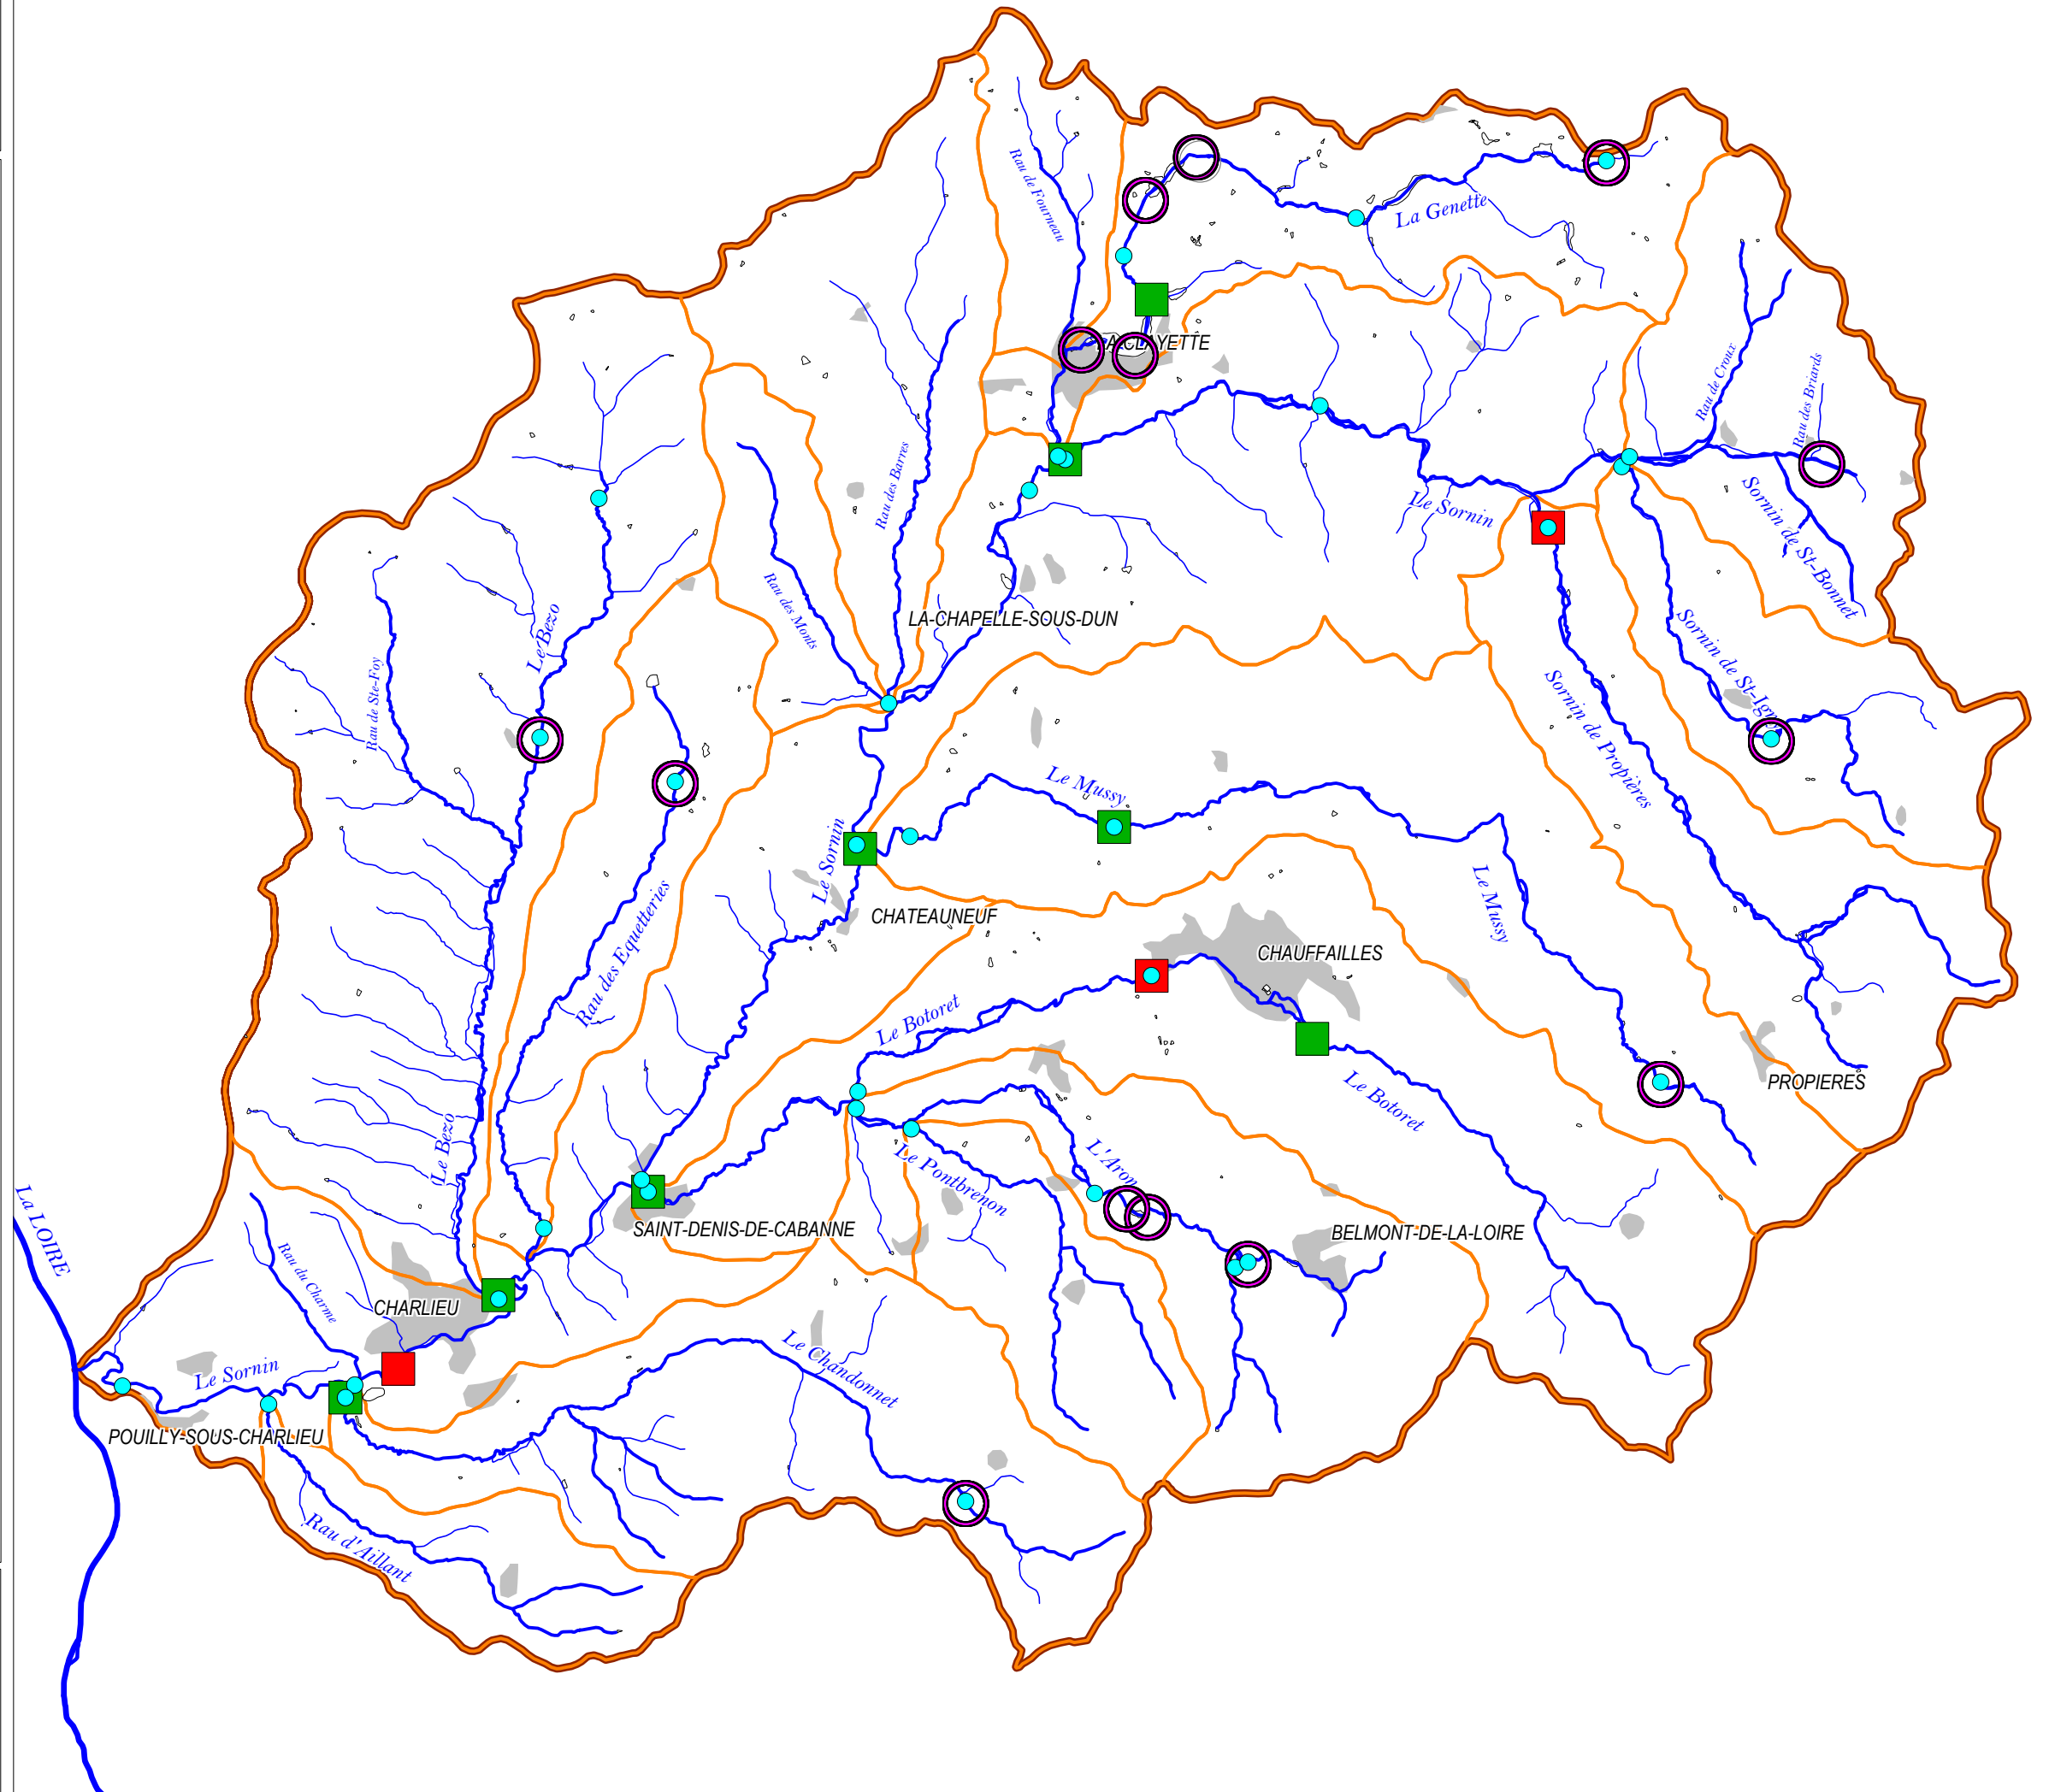 Rau de Fourneau
La Genette
LA CLAYETTE
Rau de Croux
Rau des Briards
Rau des Barres
Le Sornin
Sornin de St-Bonnet
Rau des Monts
LA-CHAPELLE-SOUS-DUN
Le Bezo
Rau de Ste-Foy
Sornin de St-Igny
Sornin de Propières
Le Mussy
Le Sornin
Le Mussy
CHATEAUNEUF
Rau des Equetteries
CHAUFFAILLES
Le Botoret
Le Botoret
PROPIERES
Le Bezo
L'Aron
Le Pontbrenon
La LOIRE
SAINT-DENIS-DE-CABANNE
BELMONT-DE-LA-LOIRE
Rau du Charme
CHARLIEU
Le Sornin
Le Chandonnet
POUILLY-SOUS-CHARLIEU
Rau d'Aillant